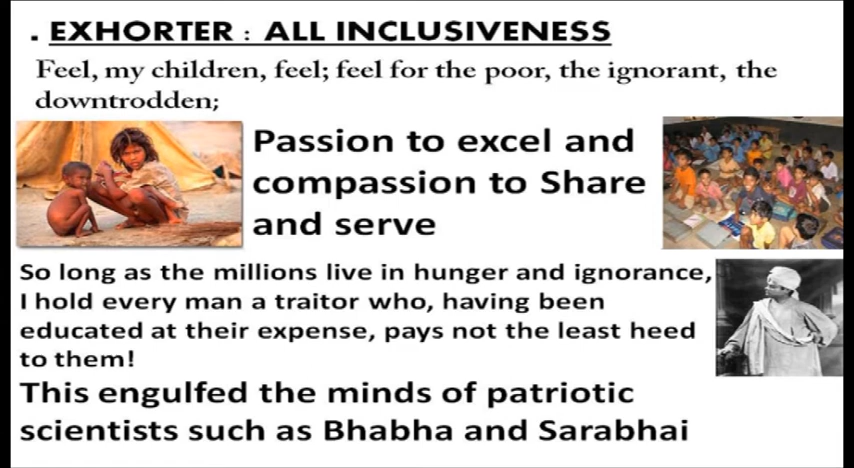 . EXHORTER : ALL INCLUSIVENESS
Feel, my children, feel; feel for the poor, the ignorant, the
downtrodden;
Passion to excel and
compassion to Share
and serve
So long as the millions live in hunger and ignorance,
I hold every man a traitor who, having been
educated at their expense, pays not the least heed
to them!
This engulfed the minds of patriotic
scientists such as Bhabha and Sarabhai